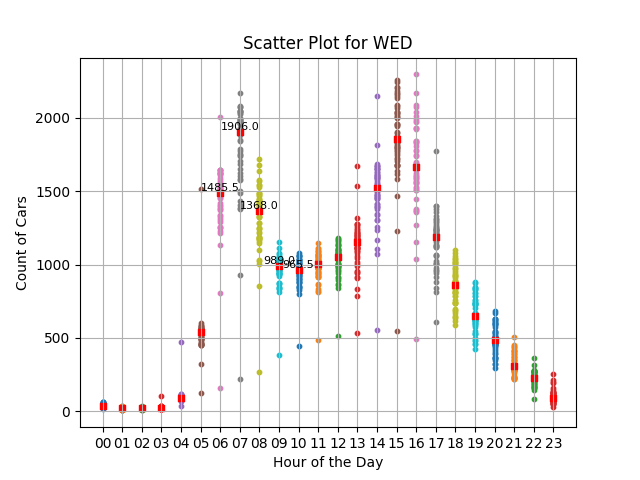 Scatter Plot for WED
Count of Cars
2000
1500
1000
500
0
1906.0
1485.5
1368.0
989.0
965.5
00 01 02 03 04 05 06 07 08 09 10 11 12 13 14 15 16 17 18 19 20 21 22 23
Hour of the Day